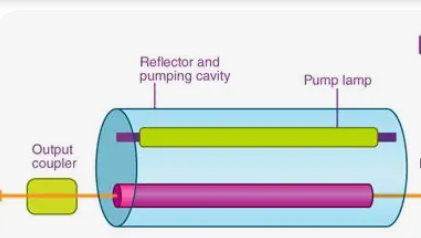 Reflector and
pumping cavity
Pump lamp
Output
coupler